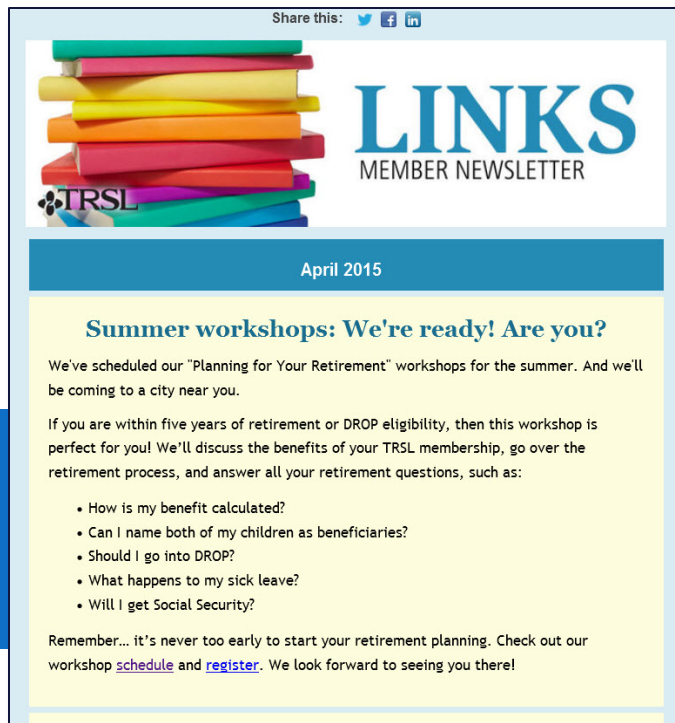 Share this:
LINKS
MEMBER NEWSLETTER
TRSL
April 2015
Summer workshops: We're ready! Are you?
We've scheduled our "Planning for Your Retirement" workshops for the summer. And we'll
be coming to a city near you.
If you are within five years of retirement or DROP eligibility, then this workshop is
perfect for you! We’ll discuss the benefits of your TRSL membership, go over the
retirement process, and answer all your retirement questions, such as:
• How is my benefit calculated?
• Can I name both of my children as beneficiaries?
• Should I go into DROP?
• What happens to my sick leave?
• Will I get Social Security?
Remember… it’s never too early to start your retirement planning. Check out our
workshop schedule and register. We look forward to seeing you there!